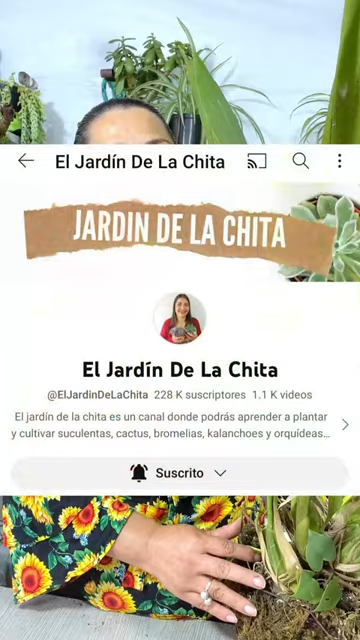 El Jardín De La Chita
JARDIN DE LA CHITA
El Jardín De La Chita
@ElJardinDeLaChita 228 K suscriptores 1.1 K videos
El jardín de la chita es un canal donde podrás aprender a plantar
y cultivar suculentas, cactus, bromelias, kalanchoes y orquídeas...
Suscrito